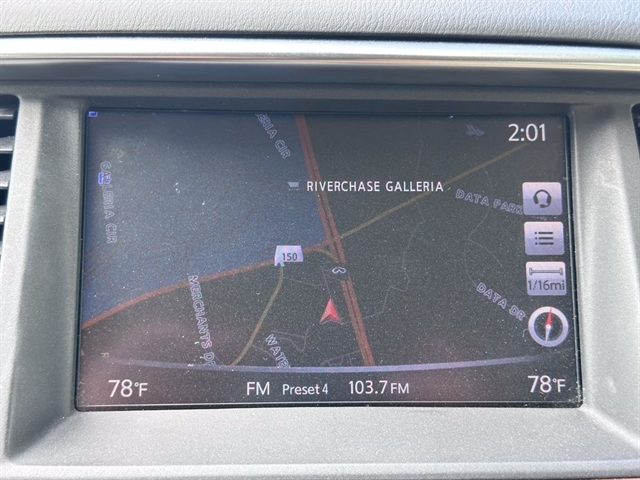 2:01
RIVERCHASE GALLERIA
DATA PARK
150
1/16mi
MERCHANTS
DATA DR
78°F
FM Preset 4 103.7 FM
78°F